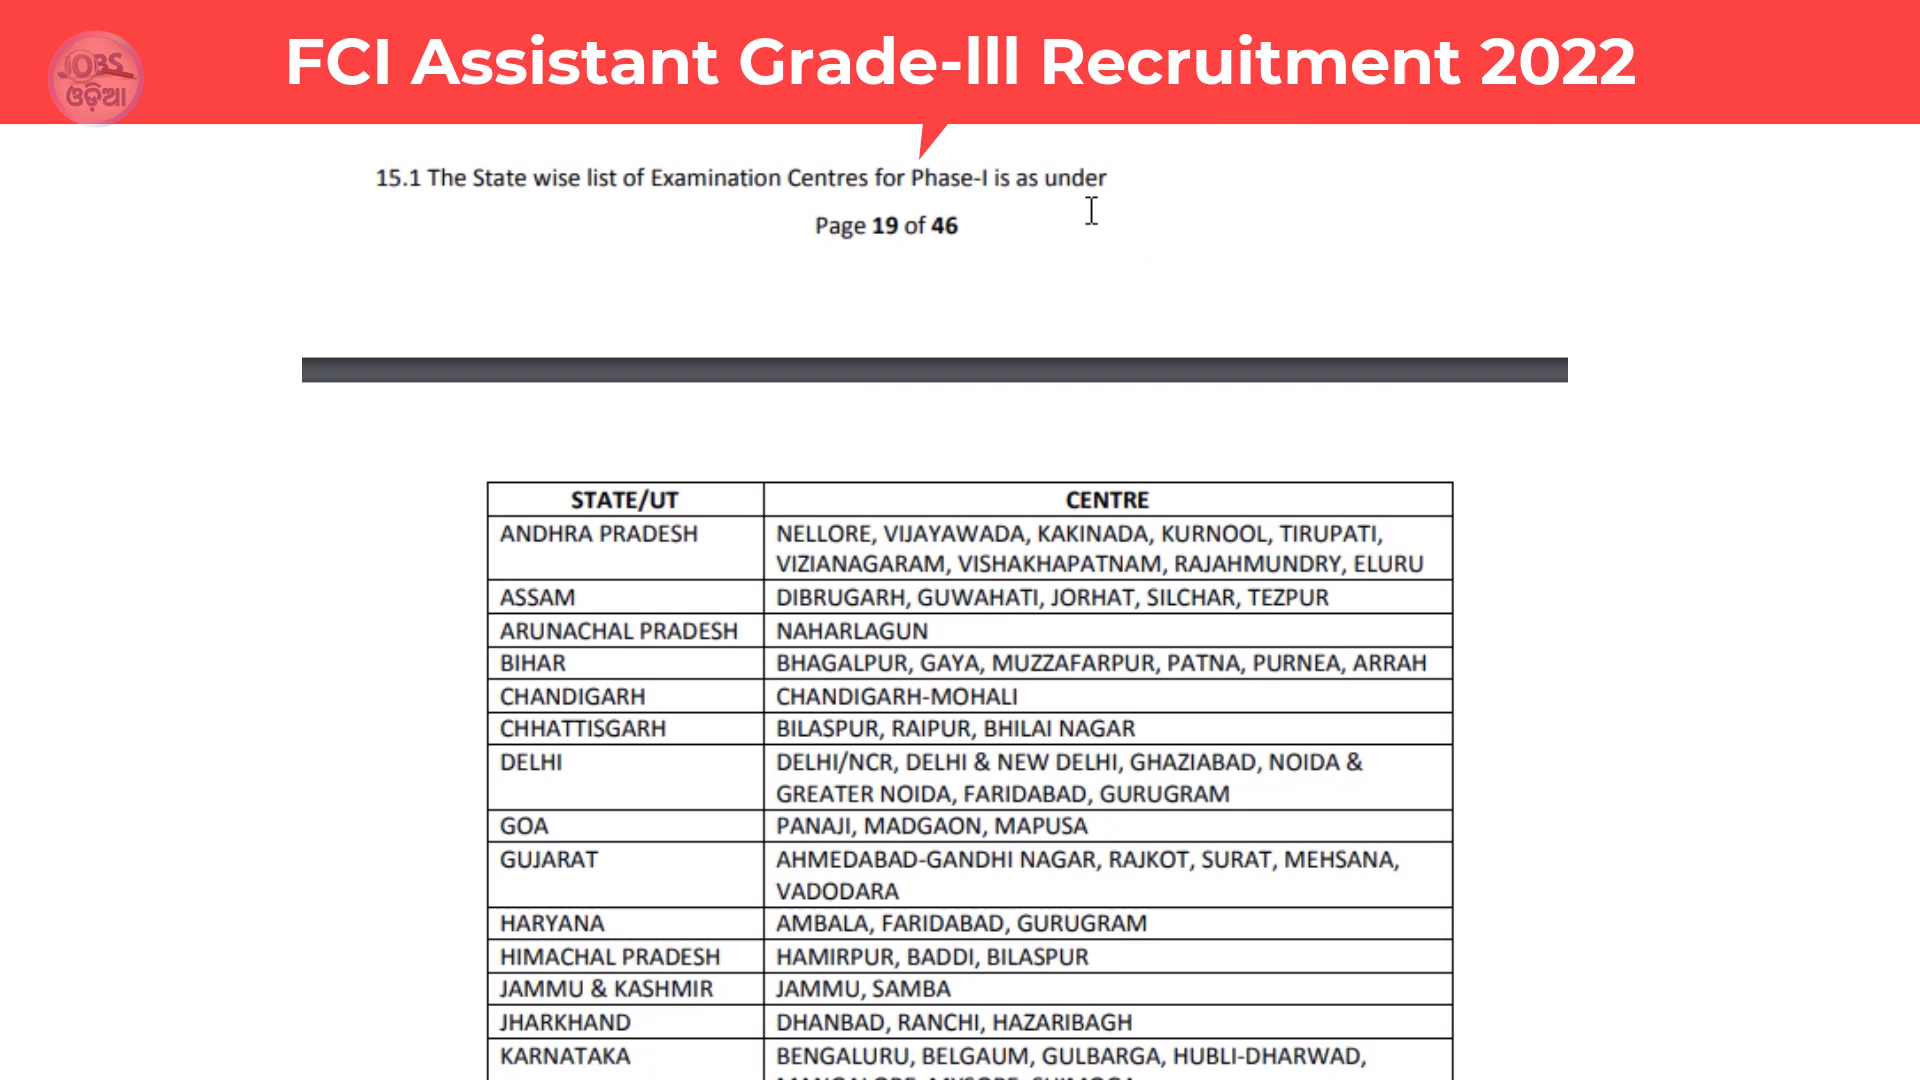 JOBS
ଓଡ଼ିଆ
FCI Assistant Grade-lll Recruitment 2022
15.1 The State wise list of Examination Centres for Phase-I is as under
Page 19 of 46
STATE/UT CENTRE
ANDHRA PRADESH NELLORE, VIJAYAWADA, KAKINADA, KURNOOL, TIRUPATI,
VIZIANAGARAM, VISHAKHAPATNAM, RAJAHMUNDRY, ELURU
ASSAM DIBRUGARH, GUWAHATI, JORHAT, SILCHAR, TEZPUR
ARUNACHAL PRADESH NAHARLAGUN
BIHAR BHAGALPUR, GAYA, MUZZAFARPUR, PATNA, PURNEA, ARRAH
CHANDIGARH CHANDIGARH-MOHALI
CHHATTISGARH BILASPUR, RAIPUR, BHILAI NAGAR
DELHI DELHI/NCR, DELHI & NEW DELHI, GHAZIABAD, NOIDA &
GREATER NOIDA, FARIDABAD, GURUGRAM
GOA PANAJI, MADGAON, MAPUSA
GUJARAT AHMEDABAD-GANDHI NAGAR, RAJKOT, SURAT, MEHSANA,
VADODARA
HARYANA AMBALA, FARIDABAD, GURUGRAM
HIMACHAL PRADESH HAMIRPUR, BADDI, BILASPUR
JAMMU & KASHMIR JAMMU, SAMBA
JHARKHAND DHANBAD, RANCHI, HAZARIBAGH
KARNATAKA BENGALURU, BELGAUM, GULBARGA, HUBLI-DHARWAD,